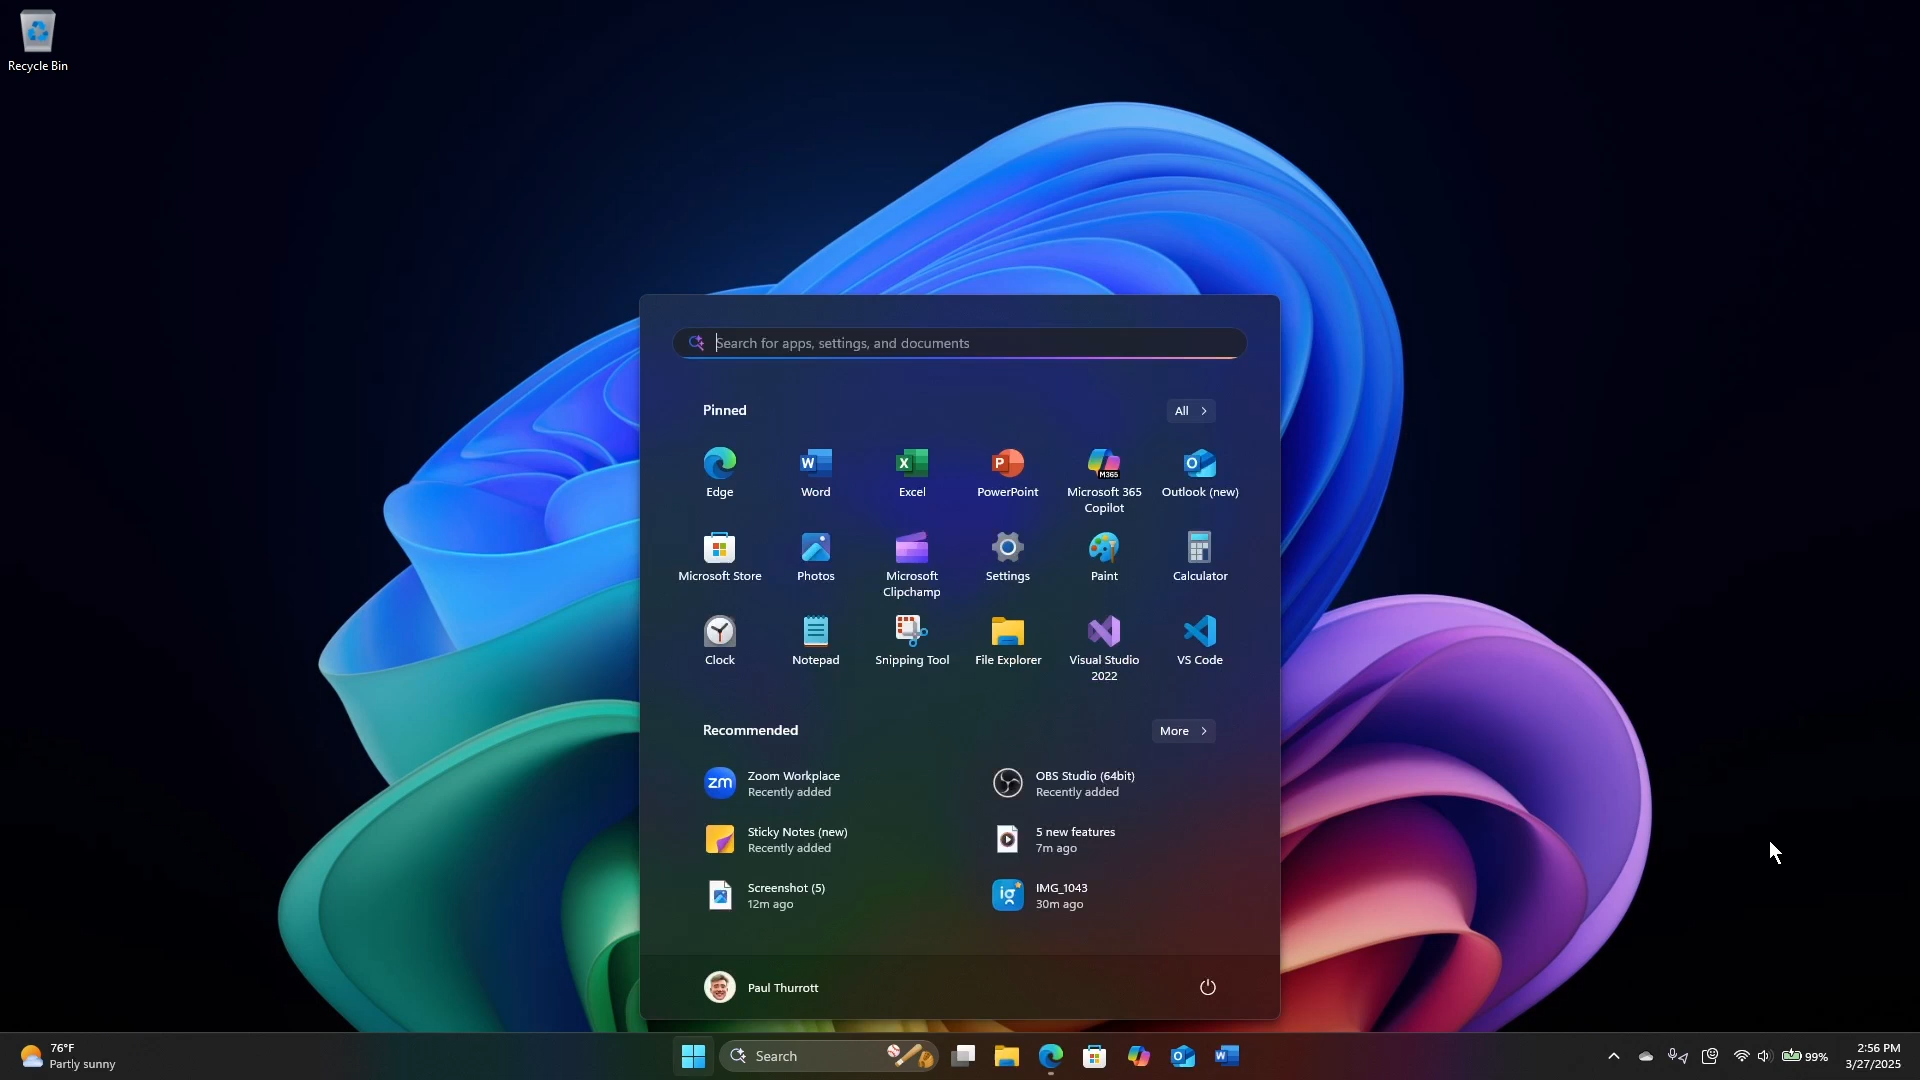 Recycle Bin
Search for apps, settings, and documents
Pinned
All
Edge
Word
Excel
PowerPoint
Microsoft 365
Copilot
Outlook (new)
Microsoft Store
Photos
Microsoft
Clipchamp
Settings
Paint
Calculator
Clock
Notepad
Snipping Tool
File Explorer
Visual Studio
2022
VS Code
Recommended
More
Zoom Workplace
Recently added
OBS Studio (64bit)
Recently added
Sticky Notes (new)
Recently added
5 new features
7m ago
Screenshot (5)
12m ago
IMG_1043
30m ago
Paul Thurrott
76°F
Partly sunny
Search
99%
2:56 PM
3/27/2025